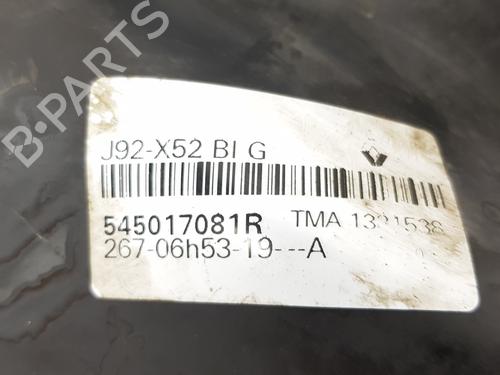 B-PARTS
J92-X52 BI G
545017081R TMA 1321538
267-06h53-19---A